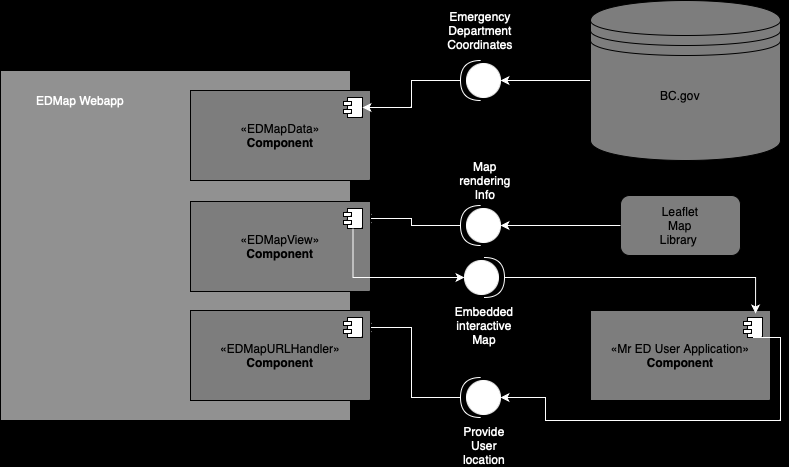 Emergency
Department
Coordinates
BC.gov
EDMap Webapp
«EDMapData»
Component
Map
rendering
Info
Leaflet
Map
Library
«EDMapView»
Component
Embedded
interactive
Map
«EDMapURLHandler»
Component
«Mr ED User Application»
Component
Provide
User
location